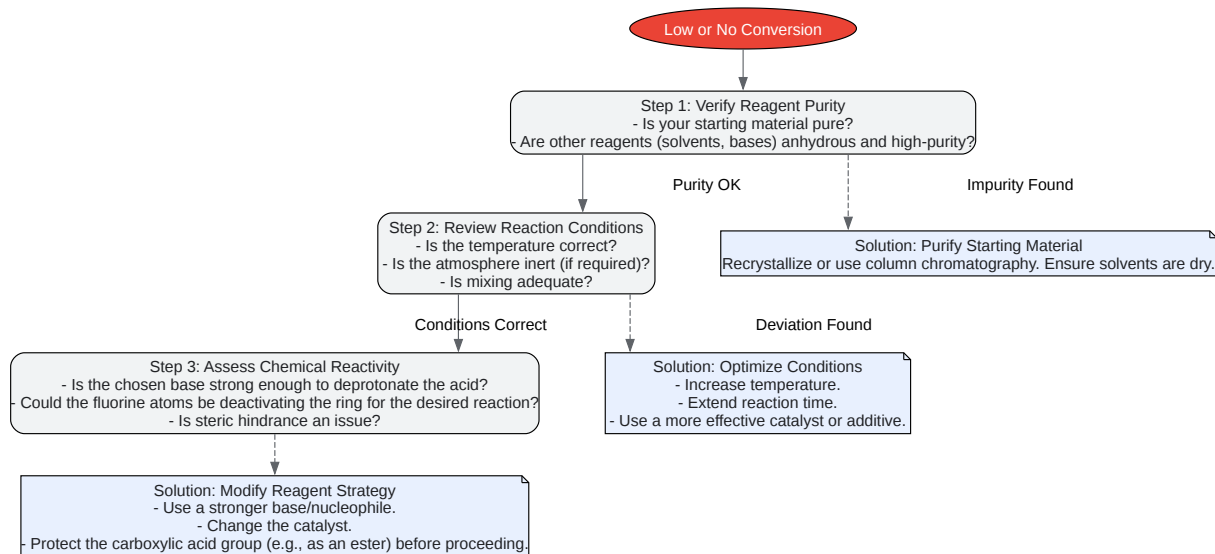 Low or No Conversion
Step 1: Verify Reagent Purity
- Is your starting material pure?
- Are other reagents (solvents, bases) anhydrous and high-purity?
Purity OK
Impurity Found
Step 2: Review Reaction Conditions
- Is the temperature correct?
- Is the atmosphere inert (if required)?
- Is mixing adequate?
Solution: Purify Starting Material
Recrystallize or use column chromatography. Ensure solvents are dry.
Conditions Correct
Deviation Found
Step 3: Assess Chemical Reactivity
- Is the chosen base strong enough to deprotonate the acid?
- Could the fluorine atoms be deactivating the ring for the desired reaction?
- Is steric hindrance an issue?
Solution: Optimize Conditions
- Increase temperature.
- Extend reaction time.
- Use a more effective catalyst or additive.
Solution: Modify Reagent Strategy
- Use a stronger base/nucleophile.
- Change the catalyst.
- Protect the carboxylic acid group (e.g., as an ester) before proceeding.